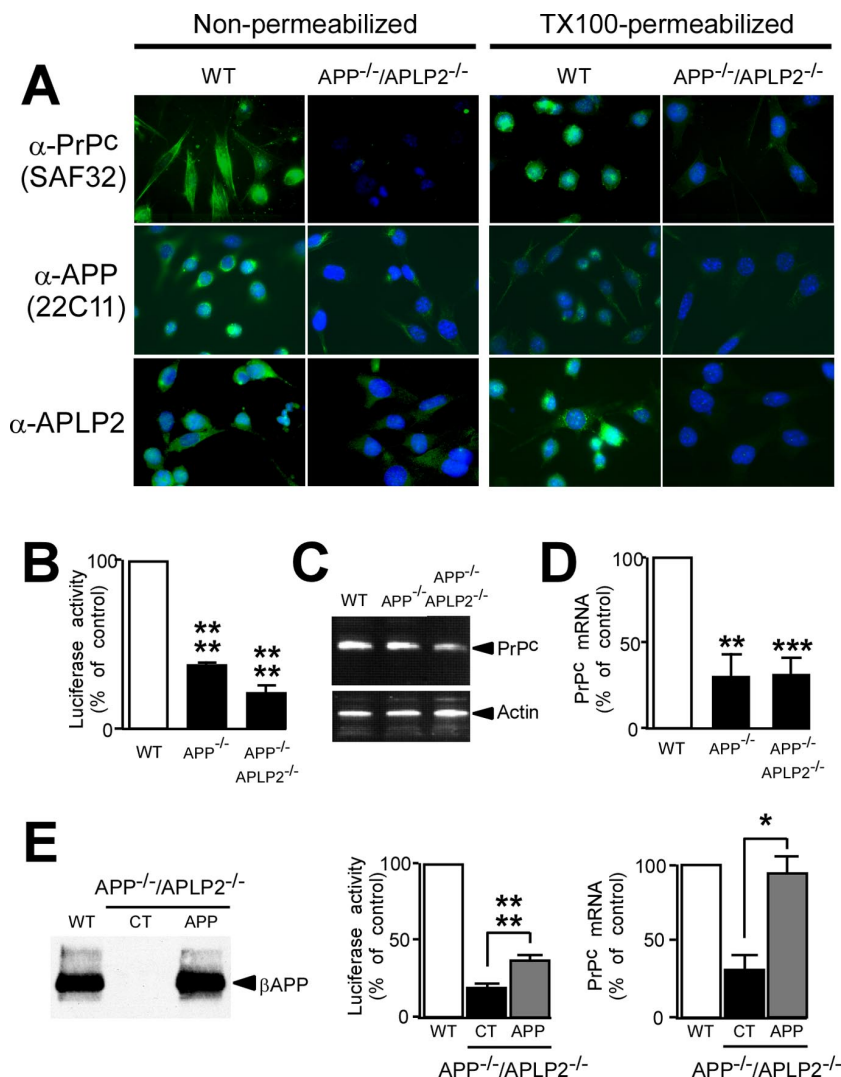 Non-permeabilized
TX100-permeabilized
WT
APP-/-/APLP2-/-
WT
APP-/-/APLP2-/-
A
α-PrPc
(SAF32)
α-APP
(22C11)
α-APLP2
B
Luciferase activity
(% of control)
100
50
0
**
**
**
**
WT
APP-/-
APP-/-
APLP2-/-
C
WT
APP-/-
APP-/-
APLP2-/-
PrPc
Actin
D
PrPc mRNA
(% of control)
100
50
0
**
***
WT
APP-/-
APP-/-
APLP2-/-
E
APP-/-/APLP2-/-
WT
CT
APP
βAPP
Luciferase activity
(% of control)
100
50
0
**
**
WT
CT
APP
APP-/-/APLP2-/-
PrPc mRNA
(% of control)
100
50
0
*
WT
CT
APP
APP-/-/APLP2-/-